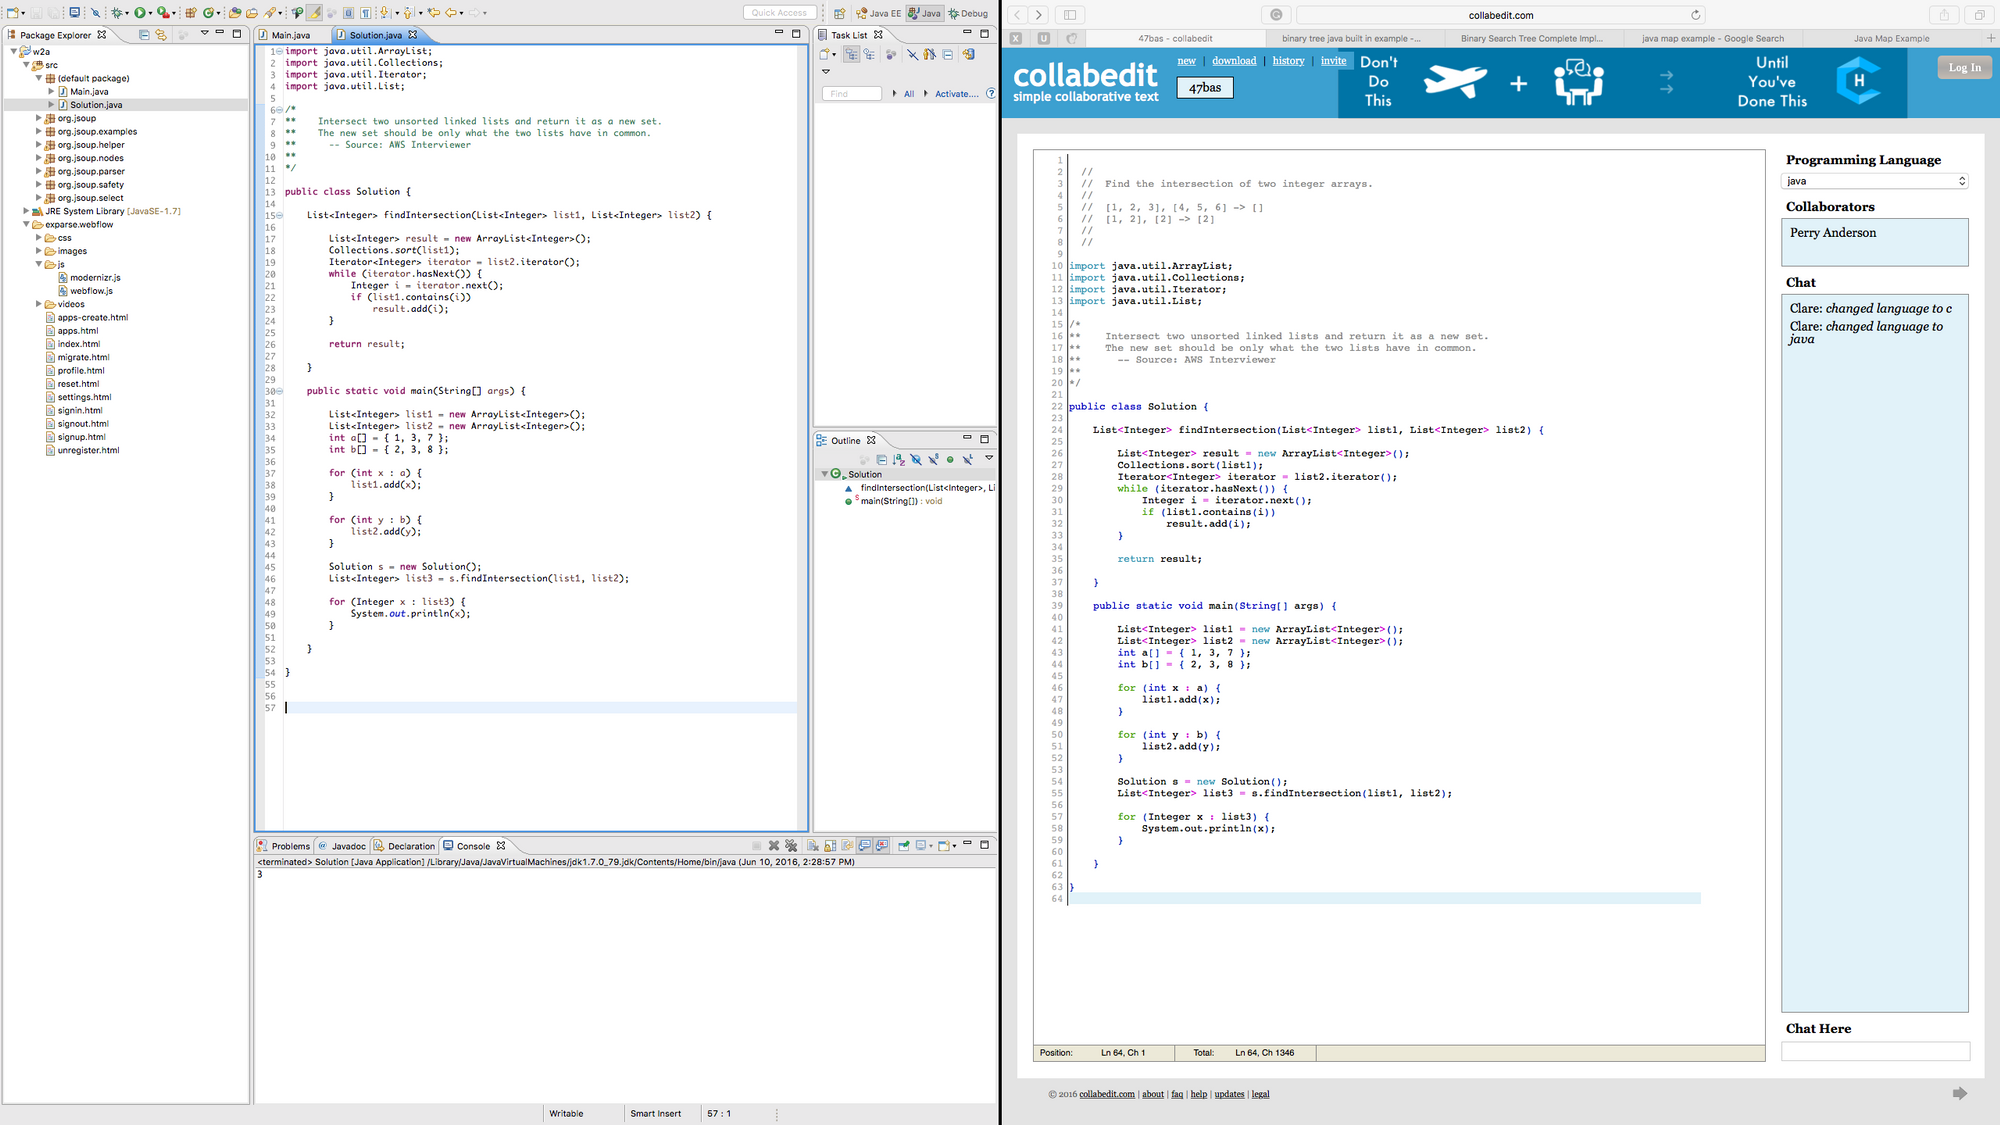 Quick Access
Java EE
Java
Debug
Package Explorer
w2a
src
(default package)
Main.java
Solution.java
org.jsoup
org.jsoup.examples
org.jsoup.helper
org.jsoup.nodes
org.jsoup.parser
org.jsoup.safety
org.jsoup.select
JRE System Library [JavaSE-1.7]
exparse.webflow
css
images
js
modernizr.js
webflow.js
videos
apps-create.html
apps.html
index.html
migrate.html
profile.html
reset.html
settings.html
signin.html
signout.html
signup.html
unregister.html
Main.java
Solution.java
1 import java.util.ArrayList;
2 import java.util.Collections;
3 import java.util.Iterator;
4 import java.util.List;
5
6 /*
7 ** Intersect two unsorted linked lists and return it as a new set.
8 ** The new set should be only what the two lists have in common.
9 ** -- Source: AWS Interviewer
10 **
11 */
12
13 public class Solution {
14
15 List<Integer> findIntersection(List<Integer> list1, List<Integer> list2) {
16
17 List<Integer> result = new ArrayList<Integer>();
18 Collections.sort(list1);
19 Iterator<Integer> iterator = list2.iterator();
20 while (iterator.hasNext()) {
21 Integer i = iterator.next();
22 if (list1.contains(i))
23 result.add(i);
24 }
25
26 return result;
27
28 }
29
30 public static void main(String[] args) {
31
32 List<Integer> list1 = new ArrayList<Integer>();
33 List<Integer> list2 = new ArrayList<Integer>();
34 int a[] = { 1, 3, 7 };
35 int b[] = { 2, 3, 8 };
36
37 for (int x : a) {
38 list1.add(x);
39 }
40
41 for (int y : b) {
42 list2.add(y);
43 }
44
45 Solution s = new Solution();
46 List<Integer> list3 = s.findIntersection(list1, list2);
47
48 for (Integer x : list3) {
49 System.out.println(x);
50 }
51
52 }
53
54 }
55
56
57
Task List
Find
All
Activate....
Outline
Solution
findIntersection(List<Integer>, Li
main(String[]) : void
Problems
Javadoc
Declaration
Console
<terminated> Solution [Java Application] /Library/Java/JavaVirtualMachines/jdk1.7.0_79.jdk/Contents/Home/bin/java (Jun 10, 2016, 2:28:57 PM)
3
Writable
Smart Insert
57 : 1
collabedit.com
X
U
47bas - collabedit
binary tree java built in example -...
Binary Search Tree Complete Impl...
java map example - Google Search
Java Map Example
collabedit
simple collaborative text
new | download | history | invite
47bas
Don't
Do
This
+
Until
You've
Done This
H
Log In
1
2 //
3 // Find the intersection of two integer arrays.
4 //
5 // [1, 2, 3], [4, 5, 6] -> []
6 // [1, 2], [2] -> [2]
7 //
8 //
9
10 import java.util.ArrayList;
11 import java.util.Collections;
12 import java.util.Iterator;
13 import java.util.List;
14
15 /*
16 ** Intersect two unsorted linked lists and return it as a new set.
17 ** The new set should be only what the two lists have in common.
18 ** -- Source: AWS Interviewer
19 **
20 */
21
22 public class Solution {
23
24 List<Integer> findIntersection(List<Integer> list1, List<Integer> list2) {
25
26 List<Integer> result = new ArrayList<Integer>();
27 Collections.sort(list1);
28 Iterator<Integer> iterator = list2.iterator();
29 while (iterator.hasNext()) {
30 Integer i = iterator.next();
31 if (list1.contains(i))
32 result.add(i);
33 }
34
35 return result;
36
37 }
38
39 public static void main(String[] args) {
40
41 List<Integer> list1 = new ArrayList<Integer>();
42 List<Integer> list2 = new ArrayList<Integer>();
43 int a[] = { 1, 3, 7 };
44 int b[] = { 2, 3, 8 };
45
46 for (int x : a) {
47 list1.add(x);
48 }
49
50 for (int y : b) {
51 list2.add(y);
52 }
53
54 Solution s = new Solution();
55 List<Integer> list3 = s.findIntersection(list1, list2);
56
57 for (Integer x : list3) {
58 System.out.println(x);
59 }
60
61 }
62
63 }
64
Position: Ln 64, Ch 1
Total: Ln 64, Ch 1346
Programming Language
java
Collaborators
Perry Anderson
Chat
Clare: changed language to c
Clare: changed language to
java
Chat Here
© 2016 collabedit.com | about | faq | help | updates | legal